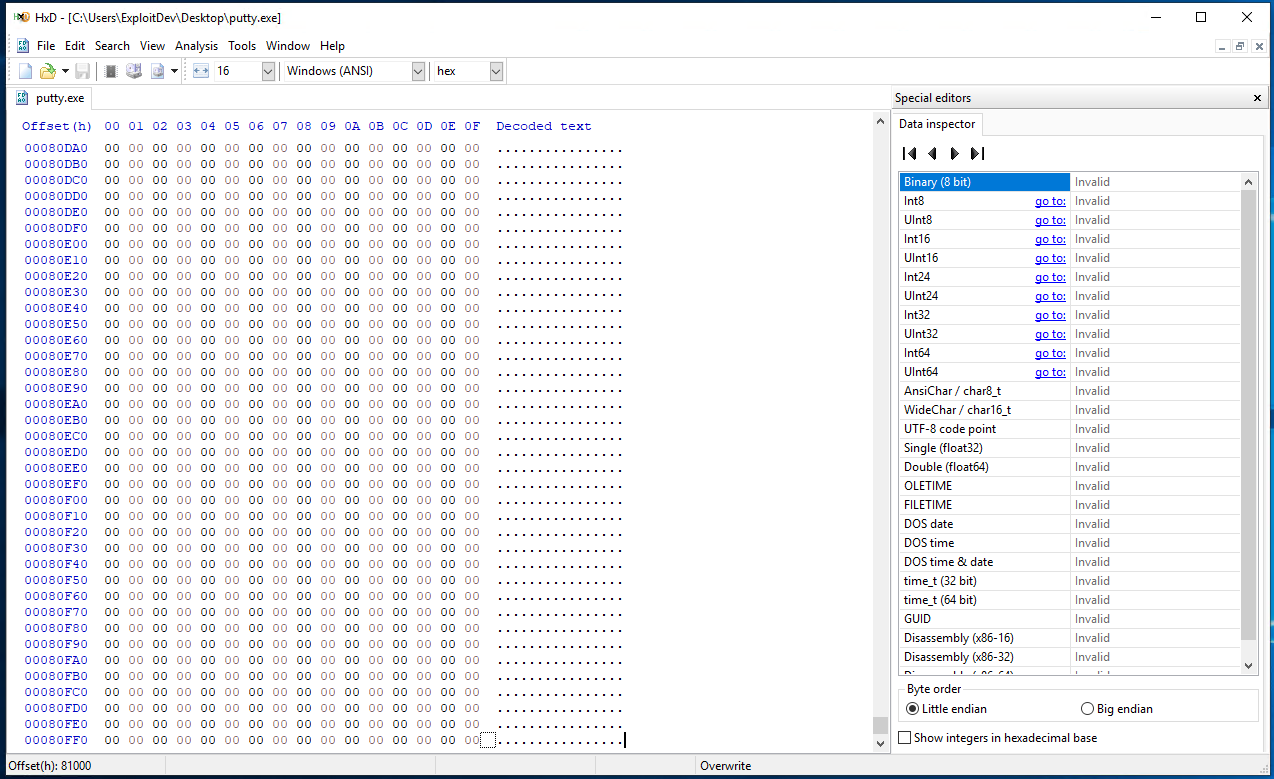 HxD - [C:\Users\ExploitDev\Desktop\putty.exe]
File Edit Search View Analysis Tools Window Help
16 Windows (ANSI) hex
putty.exe
Offset(h) 00 01 02 03 04 05 06 07 08 09 0A 0B 0C 0D 0E 0F Decoded text
00080DA0 00 00 00 00 00 00 00 00 00 00 00 00 00 00 00 00 ................
00080DB0 00 00 00 00 00 00 00 00 00 00 00 00 00 00 00 00 ................
00080DC0 00 00 00 00 00 00 00 00 00 00 00 00 00 00 00 00 ................
00080DD0 00 00 00 00 00 00 00 00 00 00 00 00 00 00 00 00 ................
00080DE0 00 00 00 00 00 00 00 00 00 00 00 00 00 00 00 00 ................
00080DF0 00 00 00 00 00 00 00 00 00 00 00 00 00 00 00 00 ................
00080E00 00 00 00 00 00 00 00 00 00 00 00 00 00 00 00 00 ................
00080E10 00 00 00 00 00 00 00 00 00 00 00 00 00 00 00 00 ................
00080E20 00 00 00 00 00 00 00 00 00 00 00 00 00 00 00 00 ................
00080E30 00 00 00 00 00 00 00 00 00 00 00 00 00 00 00 00 ................
00080E40 00 00 00 00 00 00 00 00 00 00 00 00 00 00 00 00 ................
00080E50 00 00 00 00 00 00 00 00 00 00 00 00 00 00 00 00 ................
00080E60 00 00 00 00 00 00 00 00 00 00 00 00 00 00 00 00 ................
00080E70 00 00 00 00 00 00 00 00 00 00 00 00 00 00 00 00 ................
00080E80 00 00 00 00 00 00 00 00 00 00 00 00 00 00 00 00 ................
00080E90 00 00 00 00 00 00 00 00 00 00 00 00 00 00 00 00 ................
00080EA0 00 00 00 00 00 00 00 00 00 00 00 00 00 00 00 00 ................
00080EB0 00 00 00 00 00 00 00 00 00 00 00 00 00 00 00 00 ................
00080EC0 00 00 00 00 00 00 00 00 00 00 00 00 00 00 00 00 ................
00080ED0 00 00 00 00 00 00 00 00 00 00 00 00 00 00 00 00 ................
00080EE0 00 00 00 00 00 00 00 00 00 00 00 00 00 00 00 00 ................
00080EF0 00 00 00 00 00 00 00 00 00 00 00 00 00 00 00 00 ................
00080F00 00 00 00 00 00 00 00 00 00 00 00 00 00 00 00 00 ................
00080F10 00 00 00 00 00 00 00 00 00 00 00 00 00 00 00 00 ................
00080F20 00 00 00 00 00 00 00 00 00 00 00 00 00 00 00 00 ................
00080F30 00 00 00 00 00 00 00 00 00 00 00 00 00 00 00 00 ................
00080F40 00 00 00 00 00 00 00 00 00 00 00 00 00 00 00 00 ................
00080F50 00 00 00 00 00 00 00 00 00 00 00 00 00 00 00 00 ................
00080F60 00 00 00 00 00 00 00 00 00 00 00 00 00 00 00 00 ................
00080F70 00 00 00 00 00 00 00 00 00 00 00 00 00 00 00 00 ................
00080F80 00 00 00 00 00 00 00 00 00 00 00 00 00 00 00 00 ................
00080F90 00 00 00 00 00 00 00 00 00 00 00 00 00 00 00 00 ................
00080FA0 00 00 00 00 00 00 00 00 00 00 00 00 00 00 00 00 ................
00080FB0 00 00 00 00 00 00 00 00 00 00 00 00 00 00 00 00 ................
00080FC0 00 00 00 00 00 00 00 00 00 00 00 00 00 00 00 00 ................
00080FD0 00 00 00 00 00 00 00 00 00 00 00 00 00 00 00 00 ................
00080FE0 00 00 00 00 00 00 00 00 00 00 00 00 00 00 00 00 ................
00080FF0 00 00 00 00 00 00 00 00 00 00 00 00 00 00 00 00 ................
Special editors
Data inspector
Binary (8 bit) Invalid
Int8 go to: Invalid
UInt8 go to: Invalid
Int16 go to: Invalid
UInt16 go to: Invalid
Int24 go to: Invalid
UInt24 go to: Invalid
Int32 go to: Invalid
UInt32 go to: Invalid
Int64 go to: Invalid
UInt64 go to: Invalid
AnsiChar / char8_t Invalid
WideChar / char16_t Invalid
UTF-8 code point Invalid
Single (float32) Invalid
Double (float64) Invalid
OLETIME Invalid
FILETIME Invalid
DOS date Invalid
DOS time Invalid
DOS time & date Invalid
time_t (32 bit) Invalid
time_t (64 bit) Invalid
GUID Invalid
Disassembly (x86-16) Invalid
Disassembly (x86-32) Invalid
Byte order
Little endian Big endian
Show integers in hexadecimal base
Offset(h): 81000 Overwrite